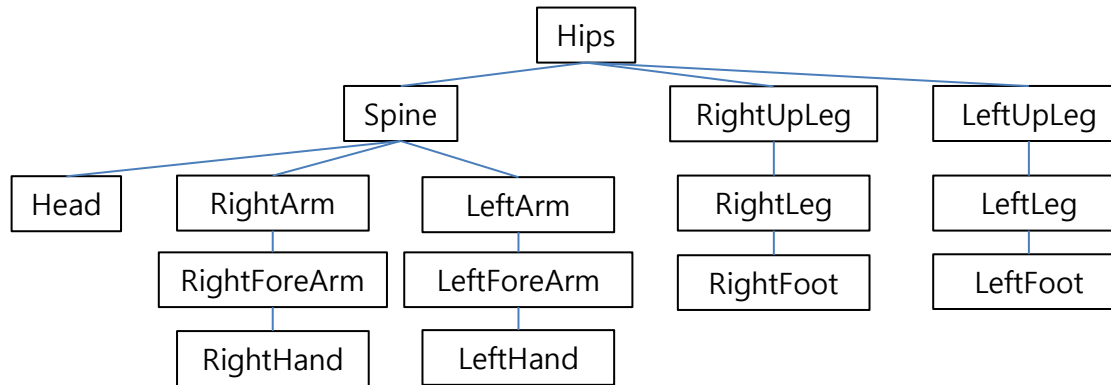 Hips
Spine
RightUpLeg
LeftUpLeg
Head
RightArm
LeftArm
RightLeg
LeftLeg
RightForeArm
LeftForeArm
RightFoot
LeftFoot
RightHand
LeftHand